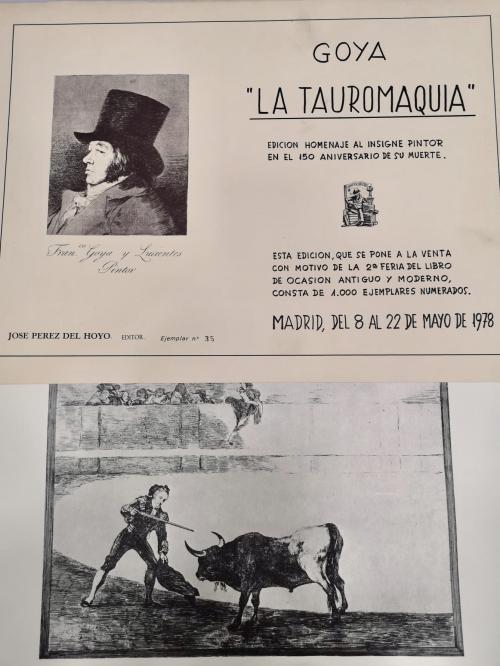 GOYA
"LA TAUROMAQUIA"
EDICION HOMENAJE AL INSIGNE PINTOR
EN EL 150 ANIVERSARIO DE SU MUERTE.
Fran.co Goya y Lucientes
Pintor
ESTA EDICION, QUE SE PONE A LA VENTA
CON MOTIVO DE LA 2ª FERIA DEL LIBRO
DE OCASION ANTIGUO Y MODERNO,
CONSTA DE 1.000 EJEMPLARES NUMERADOS.
MADRID, DEL 8 AL 22 DE MAYO DE 1978
JOSE PEREZ DEL HOYO. EDITOR. Ejemplar nº 35